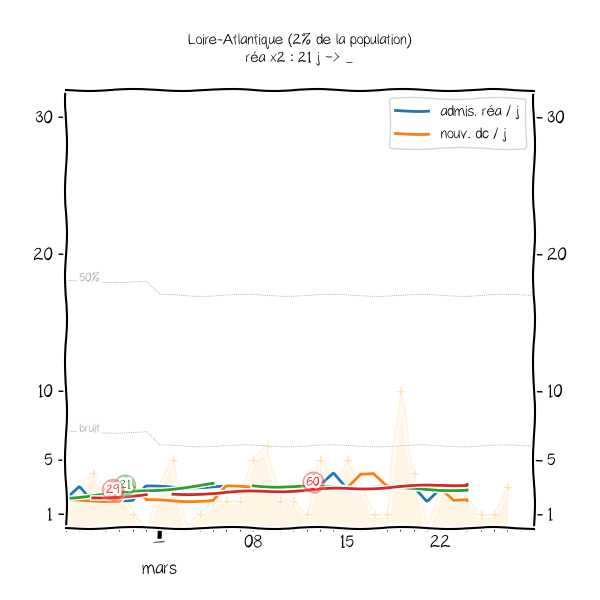 Loire-Atlantique (2% de la population)
réa x2 : 21 j -> _
admis. réa / j
nouv. dc / j
30
30
20
20
50%
10
10
bruit
5
5
21
29
60
1
1
08
15
22
mars